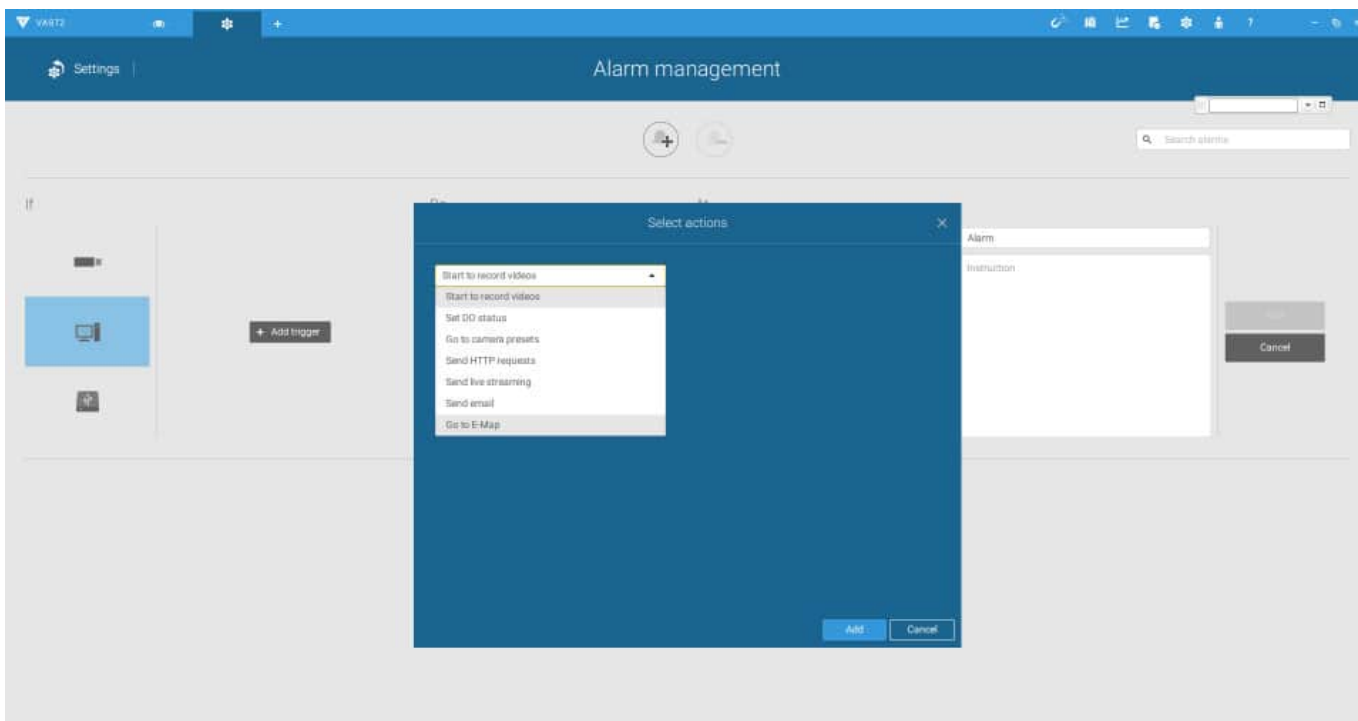 VAST2
+
?
Settings
Alarm management
Search alarms
If
Select actions
Alarm
Start to record videos
Instruction
Start to record videos
Set DO status
+ Add trigger
Go to camera presets
Cancel
Send HTTP requests
Send live streaming
Send email
Go to E-Map
Add
Cancel